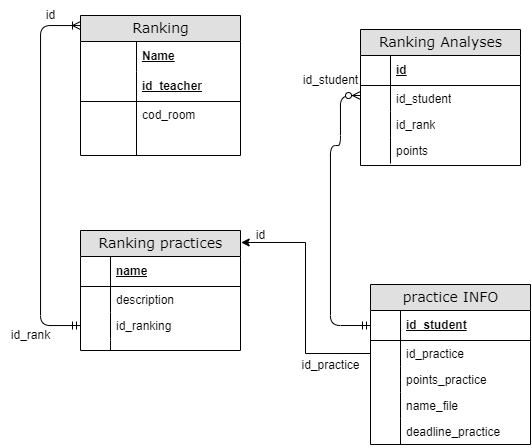 id
Ranking
Name
id_teacher
cod_room
Ranking Analyses
id
id_student
id_student
id_rank
points
Ranking practices
name
description
id_ranking
id
id_rank
practice INFO
id_student
id_practice
id_practice
points_practice
name_file
deadline_practice